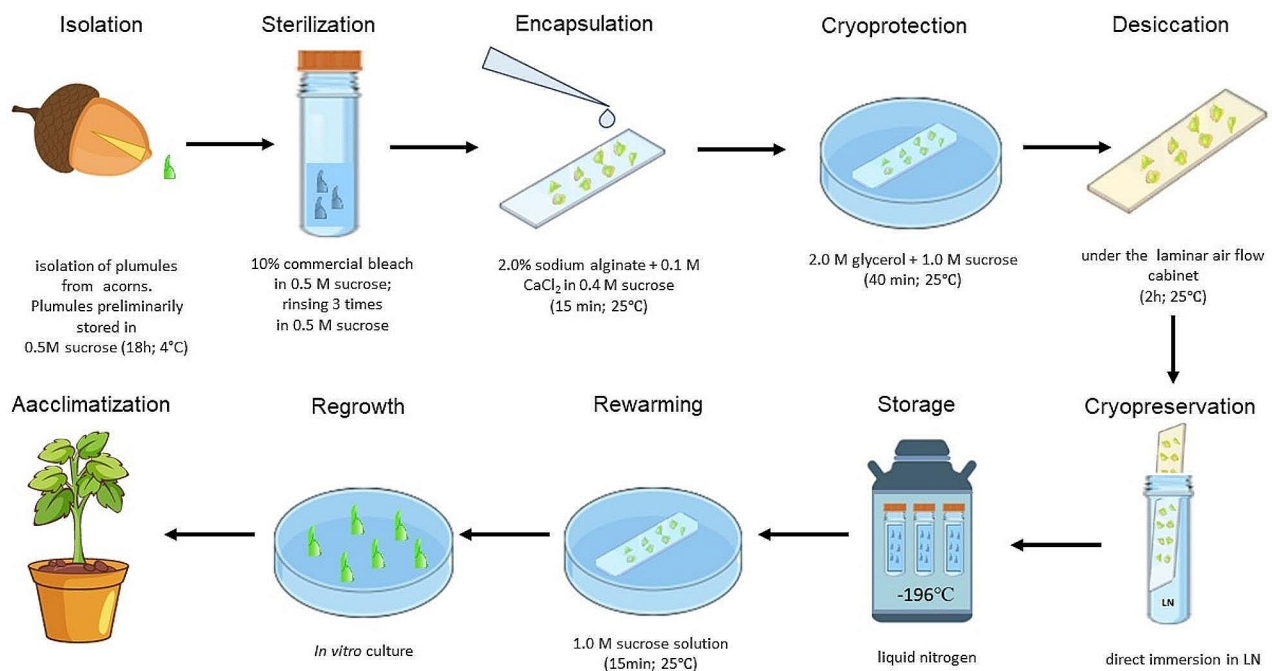 Isolation
Sterilization
Encapsulation
Cryoprotection
Desiccation
isolation of plumules
from acorns.
Plumules preliminarily
stored in
0.5M sucrose (18h; 4°C)
10% commercial bleach
in 0.5 M sucrose;
rinsing 3 times
in 0.5 M sucrose
2.0% sodium alginate + 0.1 M
CaCl₂ in 0.4 M sucrose
(15 min; 25°C)
2.0 M glycerol + 1.0 M sucrose
(40 min; 25°C)
under the laminar air flow
cabinet
(2h; 25°C)
Aacclimatization
Regrowth
Rewarming
Storage
Cryopreservation
In vitro culture
1.0 M sucrose solution
(15min; 25°C)
-196°C
liquid nitrogen
LN
direct immersion in LN